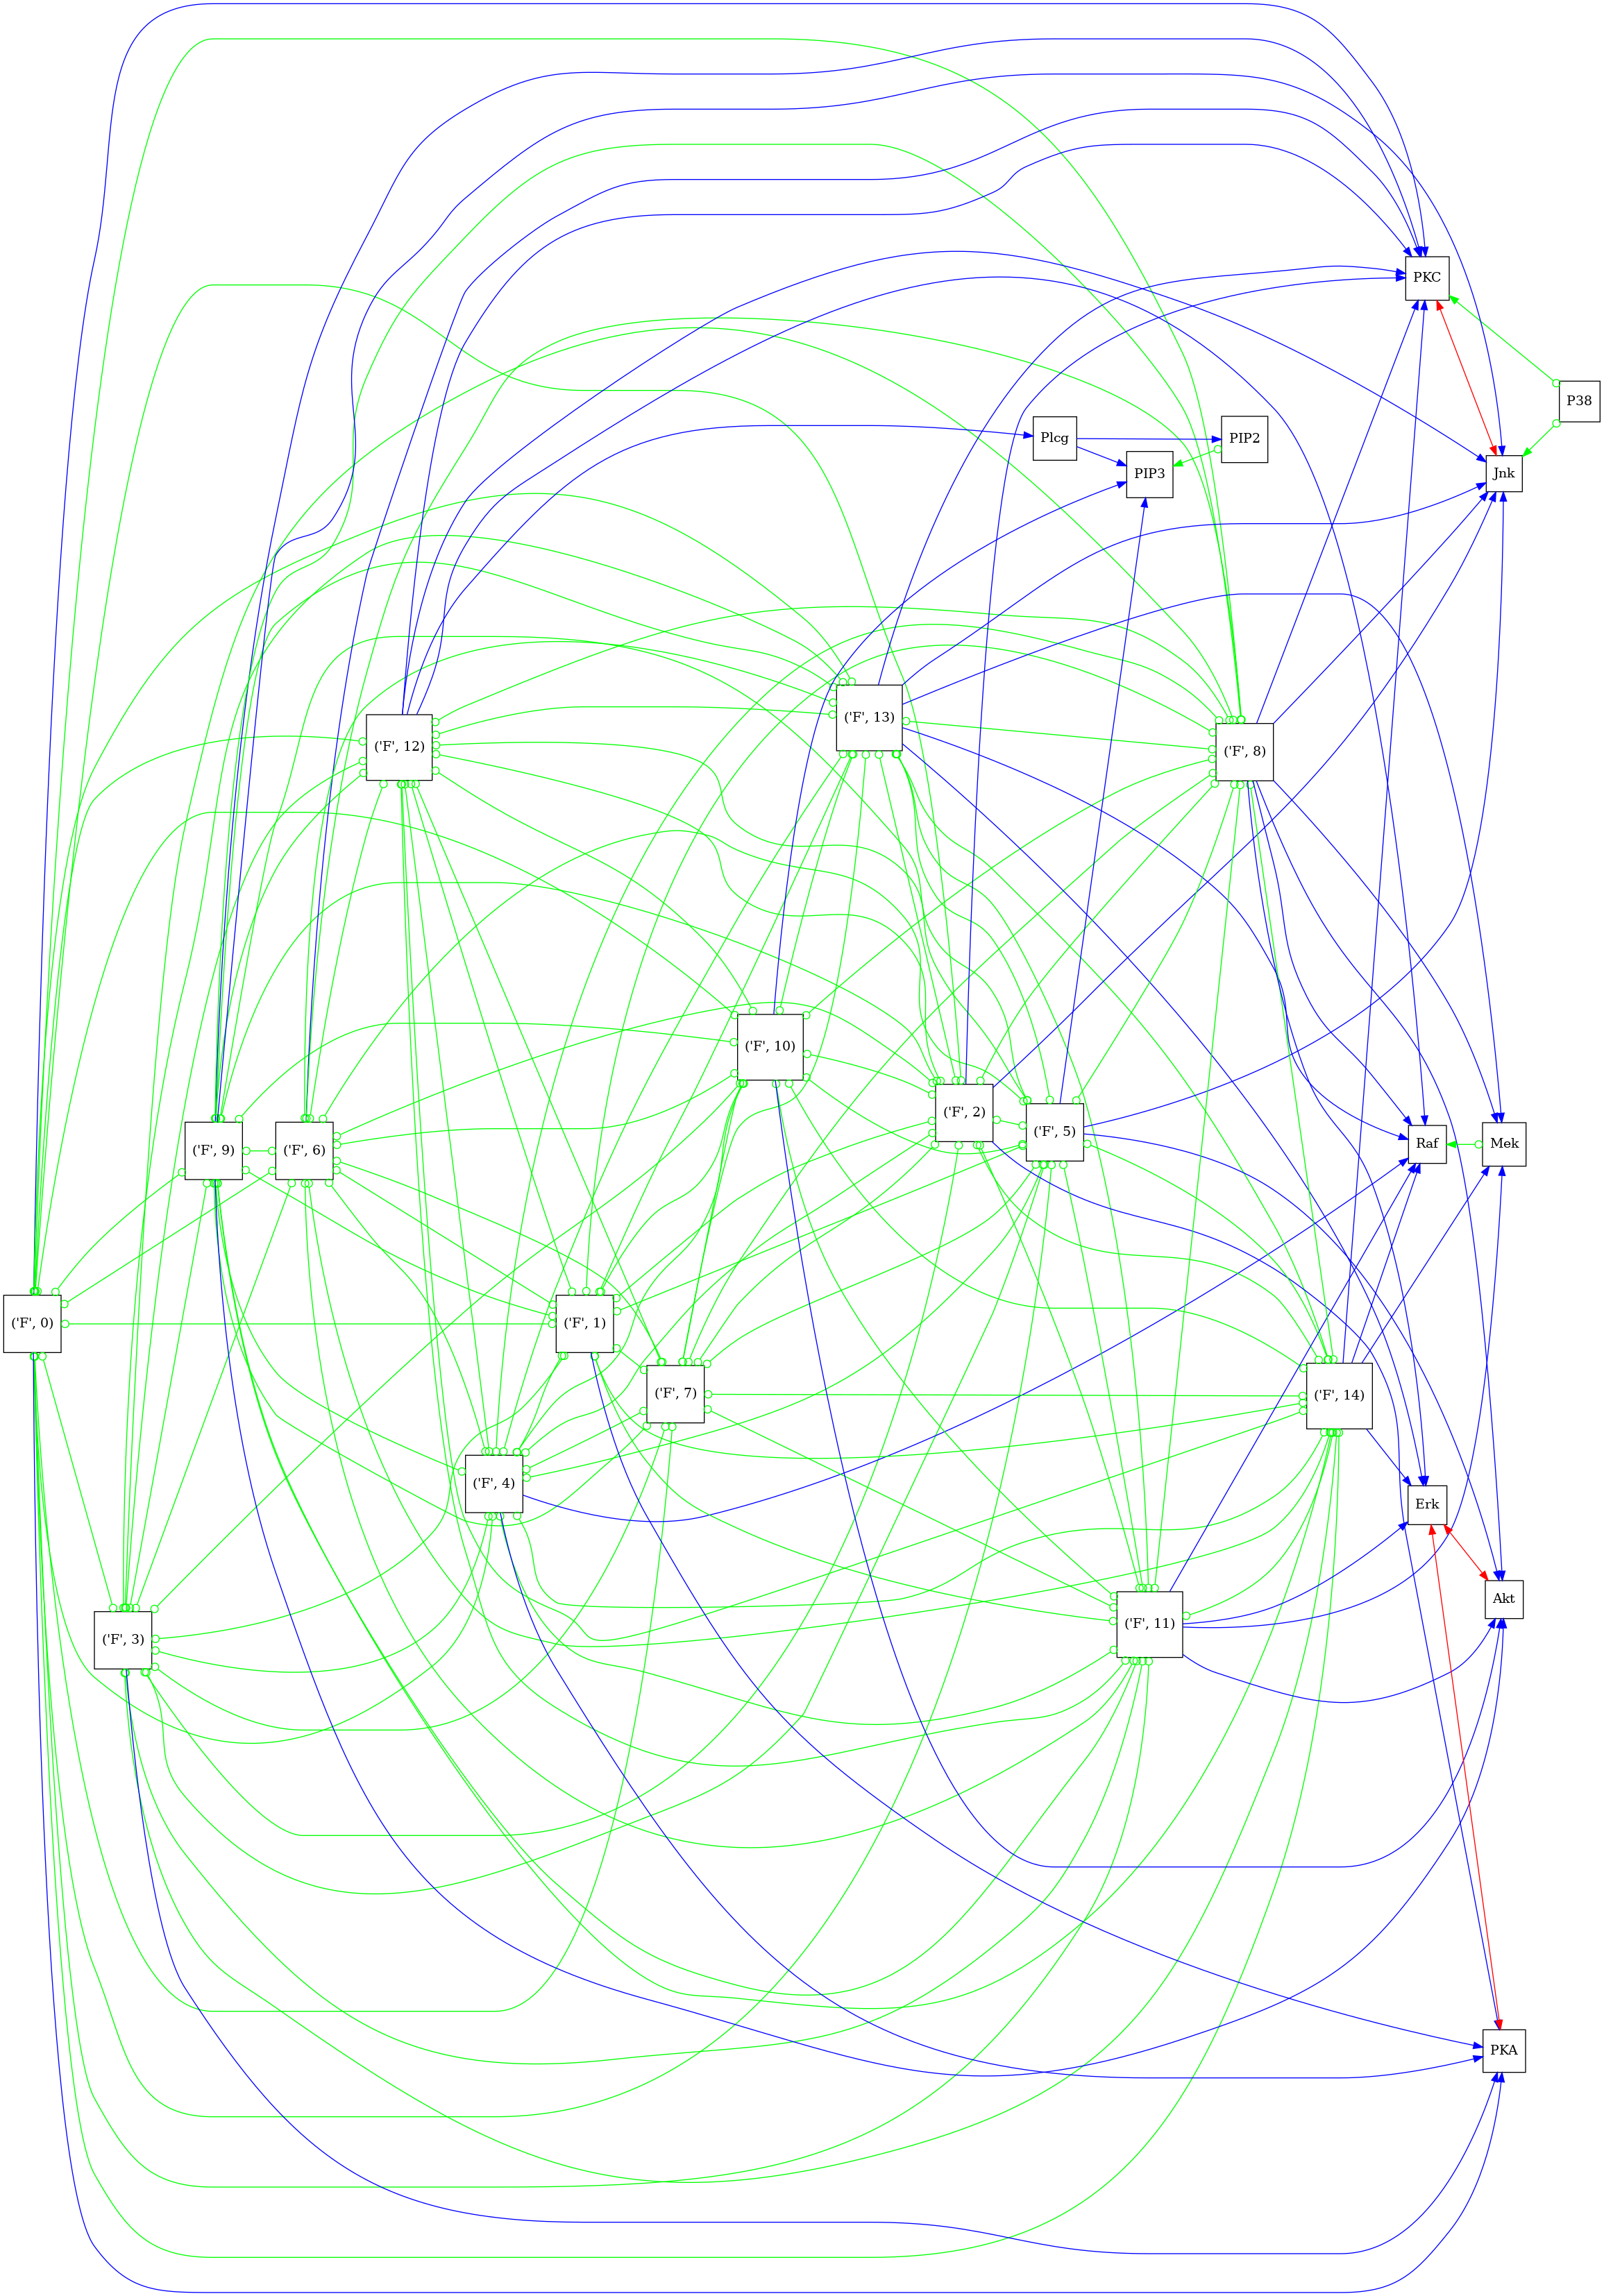 PKC
P38
Plcg
PIP2
PIP3
Jnk
('F', 13)
('F', 12)
('F', 8)
('F', 10)
('F', 2)
('F', 5)
Raf
Mek
('F', 9)
('F', 6)
('F', 0)
('F', 1)
('F', 7)
('F', 14)
('F', 4)
Erk
Akt
('F', 11)
('F', 3)
PKA